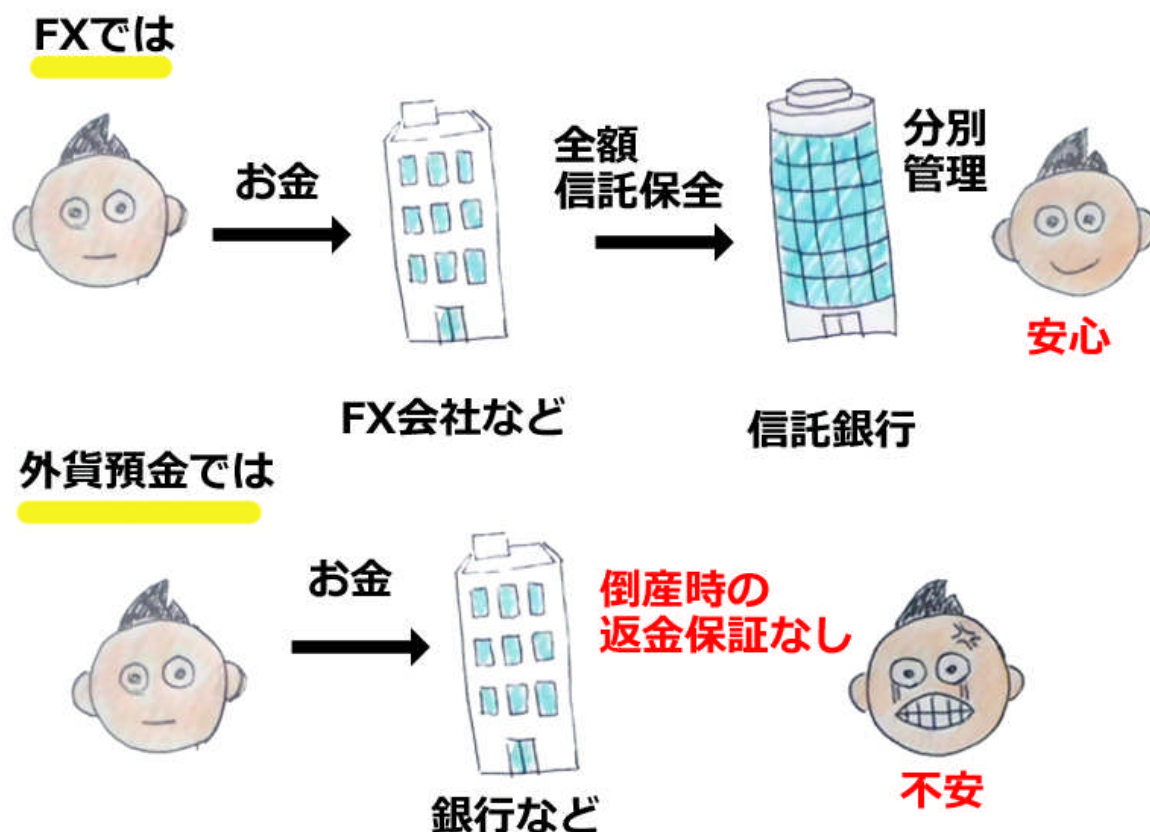 FXでは
お金
全額
信託保全
分別
管理
安心
FX会社など
信託銀行
外貨預金では
お金
倒産時の
返金保証なし
不安
銀行など